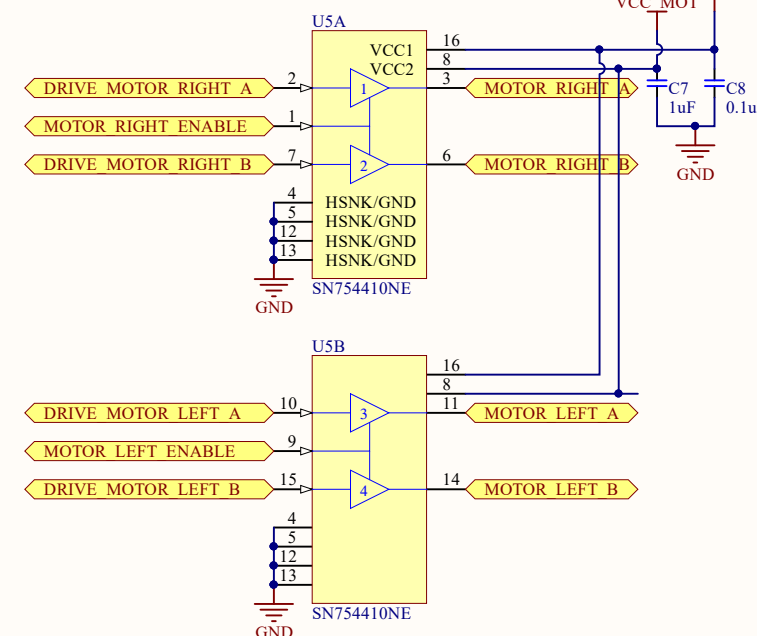 VCC_MOT
U5A
VCC1 16
VCC2 8
DRIVE_MOTOR_RIGHT_A 2 1 3 MOTOR_RIGHT_A
C7 C8
1uF 0.1u
MOTOR_RIGHT_ENABLE 1
DRIVE_MOTOR_RIGHT_B 7 2 6 MOTOR_RIGHT_B
GND
4 HSNK/GND
5 HSNK/GND
12 HSNK/GND
13 HSNK/GND
SN754410NE
GND
U5B
16
8
DRIVE_MOTOR_LEFT_A 10 3 11 MOTOR_LEFT_A
MOTOR_LEFT_ENABLE 9
DRIVE_MOTOR_LEFT_B 15 4 14 MOTOR_LEFT_B
4
5
12
13
SN754410NE
GND